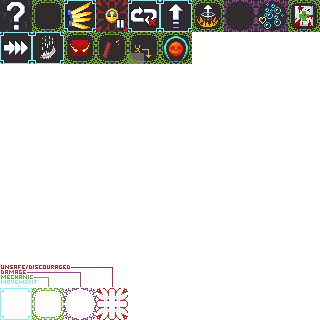 ?
UNSAFE/DISCOURAGED
DAMAGE
MECHANIC
MOVEMENT